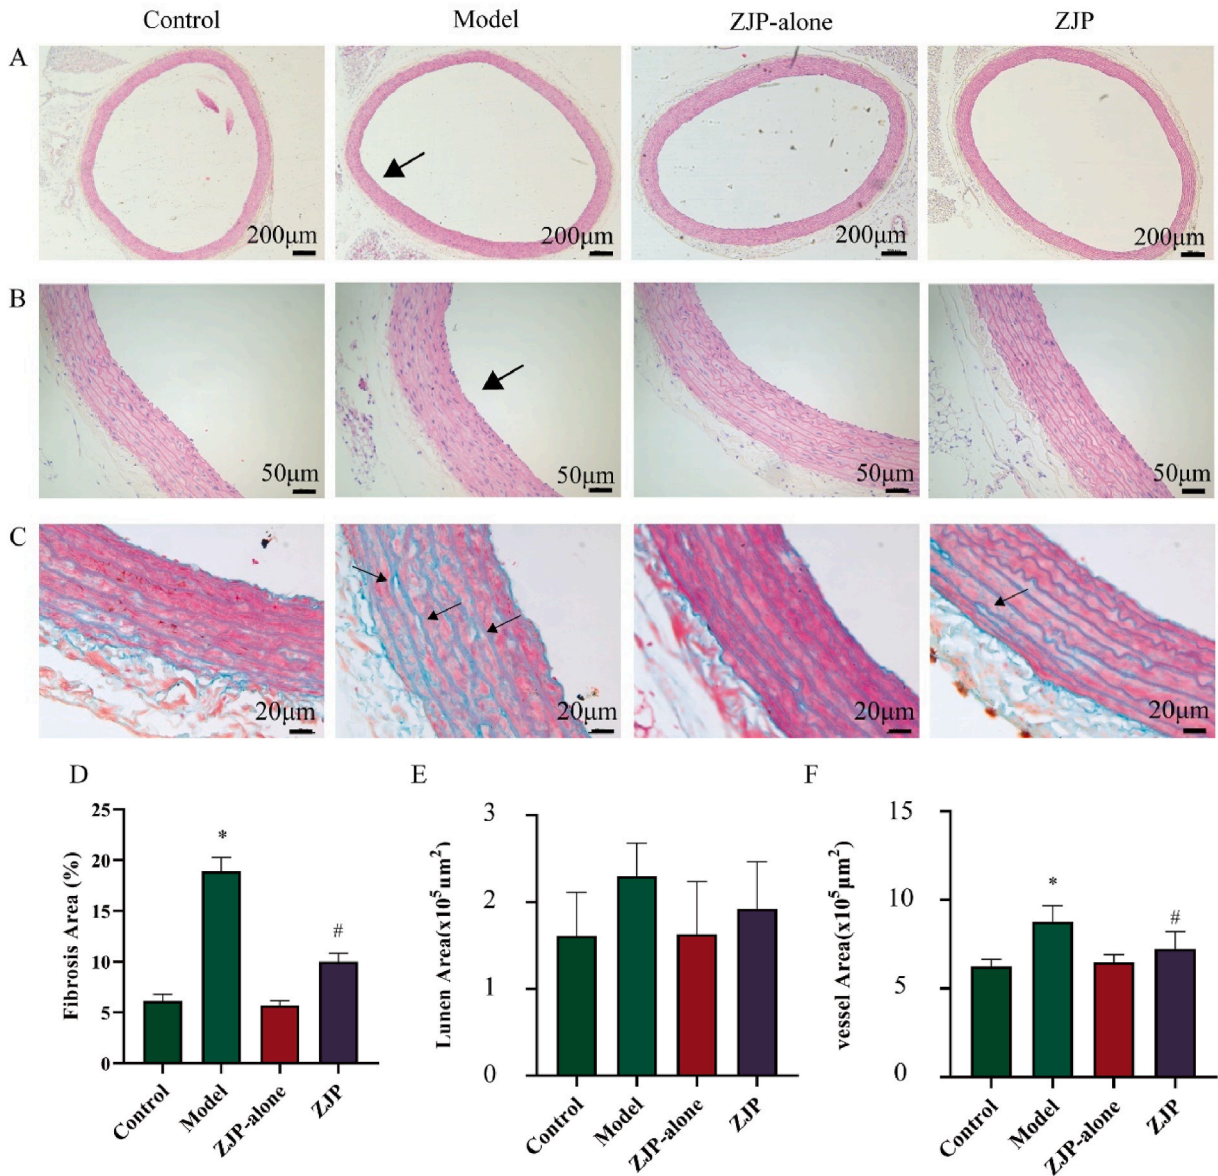 Control Model ZJP-alone ZJP
A
200μm 200μm 200μm 200μm
B
50μm 50μm 50μm 50μm
C
20μm 20μm 20μm 20μm
D
Fibrosis Area (%)
25
20
15
10
5
0
*
#
Control Model ZJP-alone ZJP
E
Lunen Area(x10⁵μm²)
3
2
1
0
Control Model ZJP-alone ZJP
F
vessel Area(x10⁵μm²)
15
10
5
0
*
#
Control Model ZJP-alone ZJP